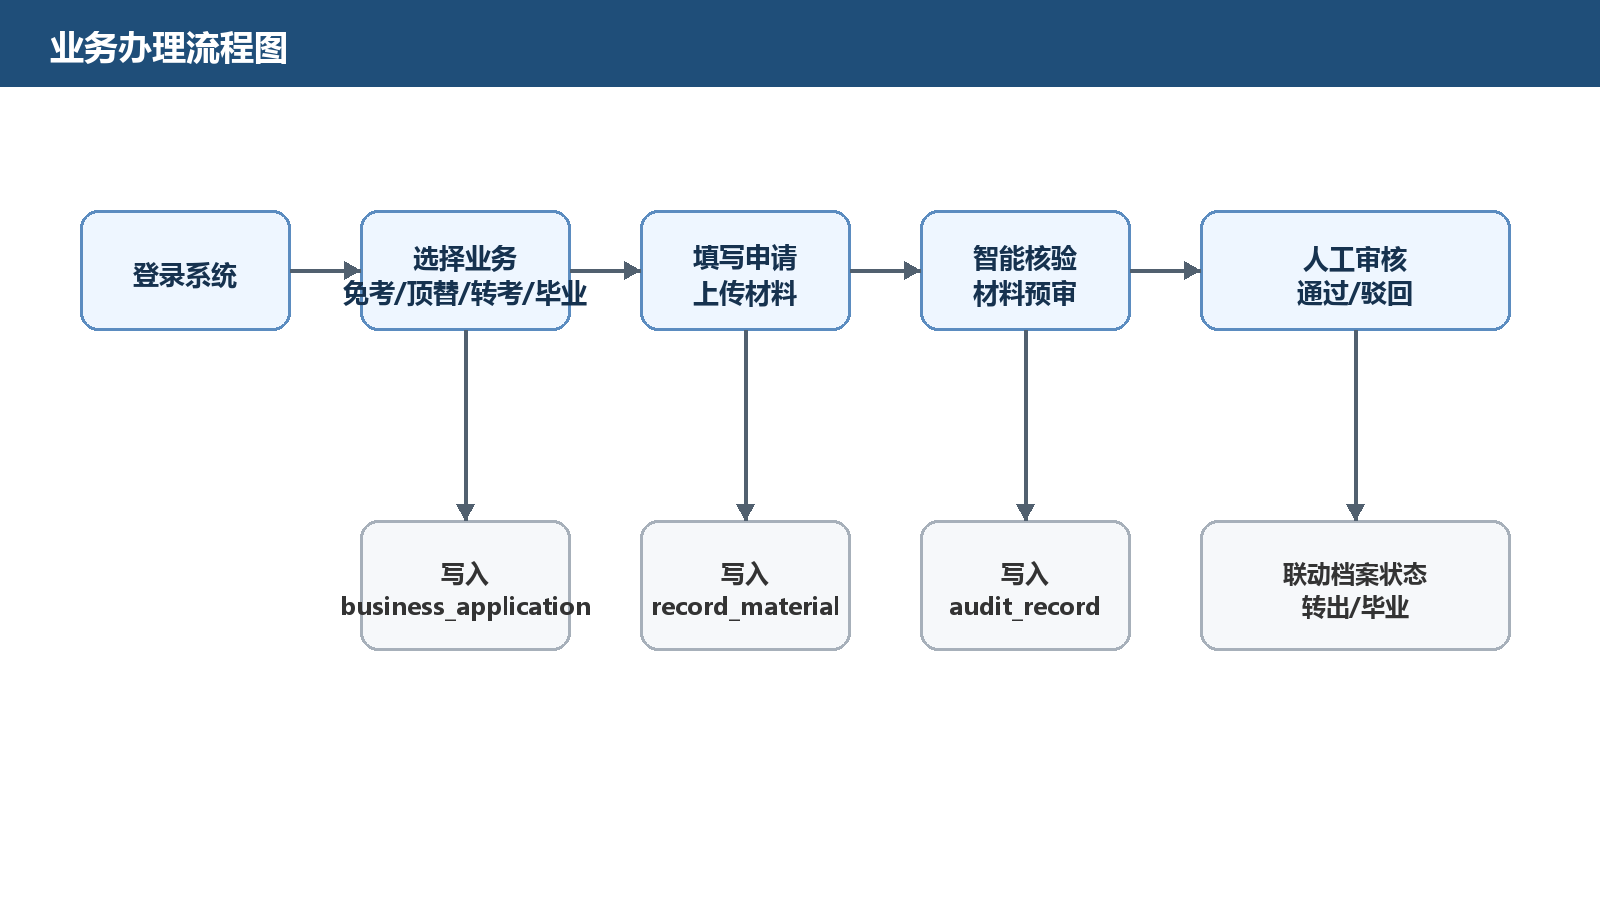 业务办理流程图
登录系统
选择业务
免考/顶替/转考/毕业
填写申请
上传材料
智能核验
材料预审
人工审核
通过/驳回
写入
business_application
写入
record_material
写入
audit_record
联动档案状态
转出/毕业